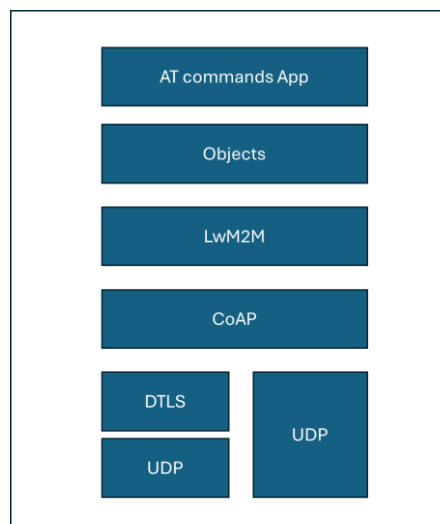 AT commands App
Objects
LwM2M
CoAP
DTLS
UDP
UDP